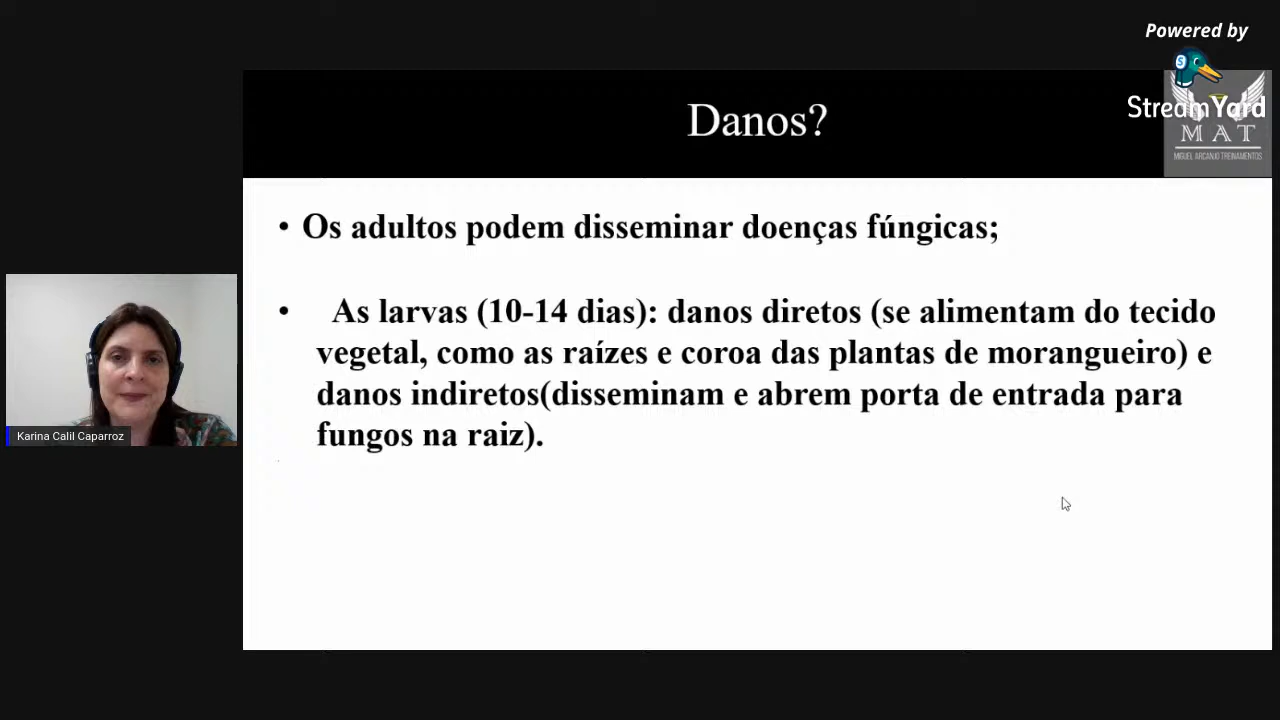 Powered by
StreamYard
Danos?
MAT
MIGUEL ARCANJO TREINAMENTOS
• Os adultos podem disseminar doenças fúngicas;
• As larvas (10-14 dias): danos diretos (se alimentam do tecido
vegetal, como as raízes e coroa das plantas de morangueiro) e
danos indiretos(disseminam e abrem porta de entrada para
fungos na raiz).
Karina Calil Caparroz